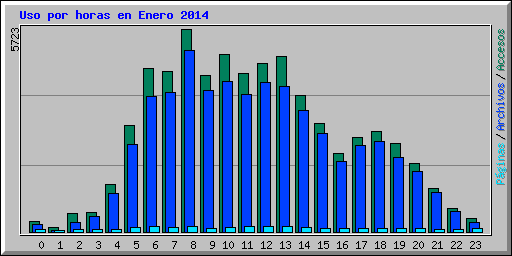 Uso por horas en Enero 2014
5723
Páginas / Archivos / Accesos
0 1 2 3 4 5 6 7 8 9 10 11 12 13 14 15 16 17 18 19 20 21 22 23